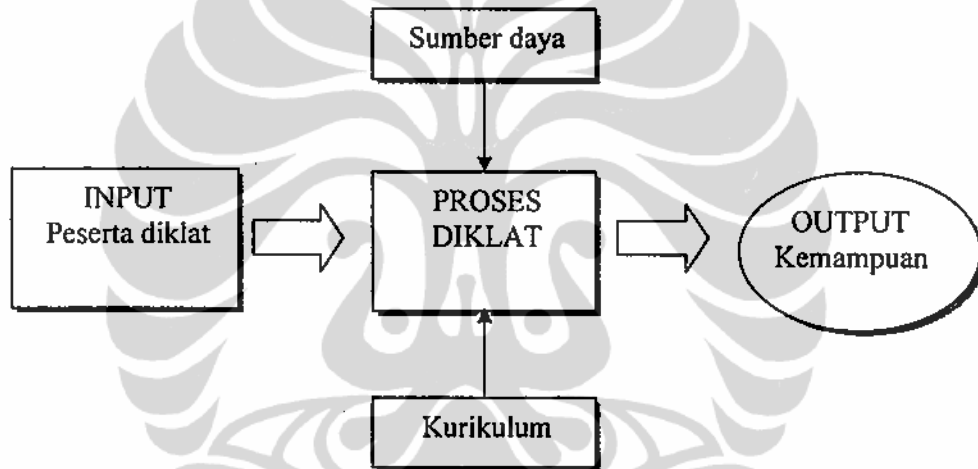 Sumber daya
INPUT
Peserta diklat
PROSES
DIKLAT
OUTPUT
Kemampuan
Kurikulum